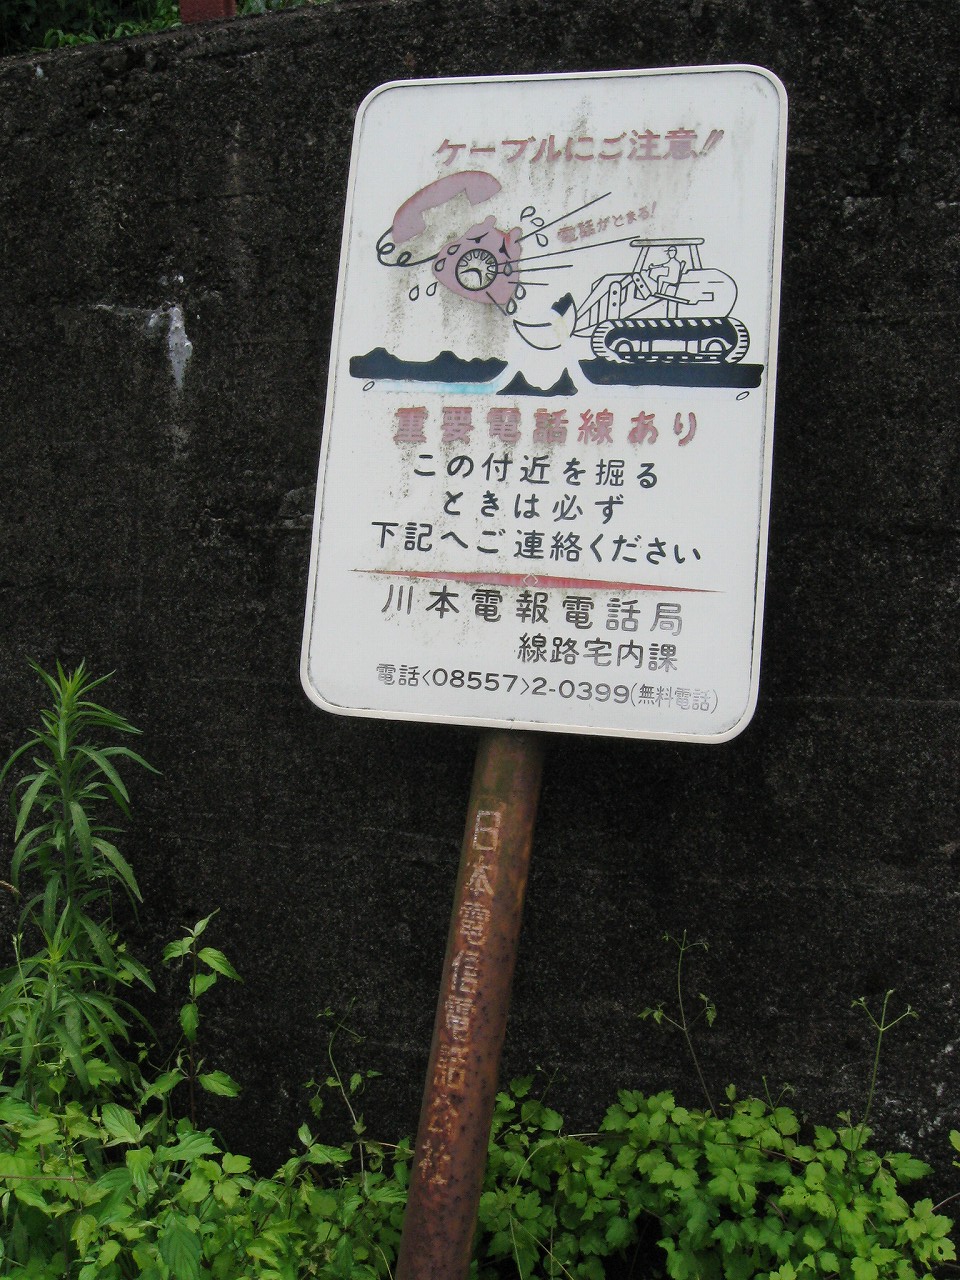 ケーブルにご注意!!
電話がとまる!
重要電話線あり
この付近を掘る
ときは必ず
下記へご連絡ください
川本電報電話局
線路宅内課
電話<08557>2-0399(無料電話)
日本電信電話公社